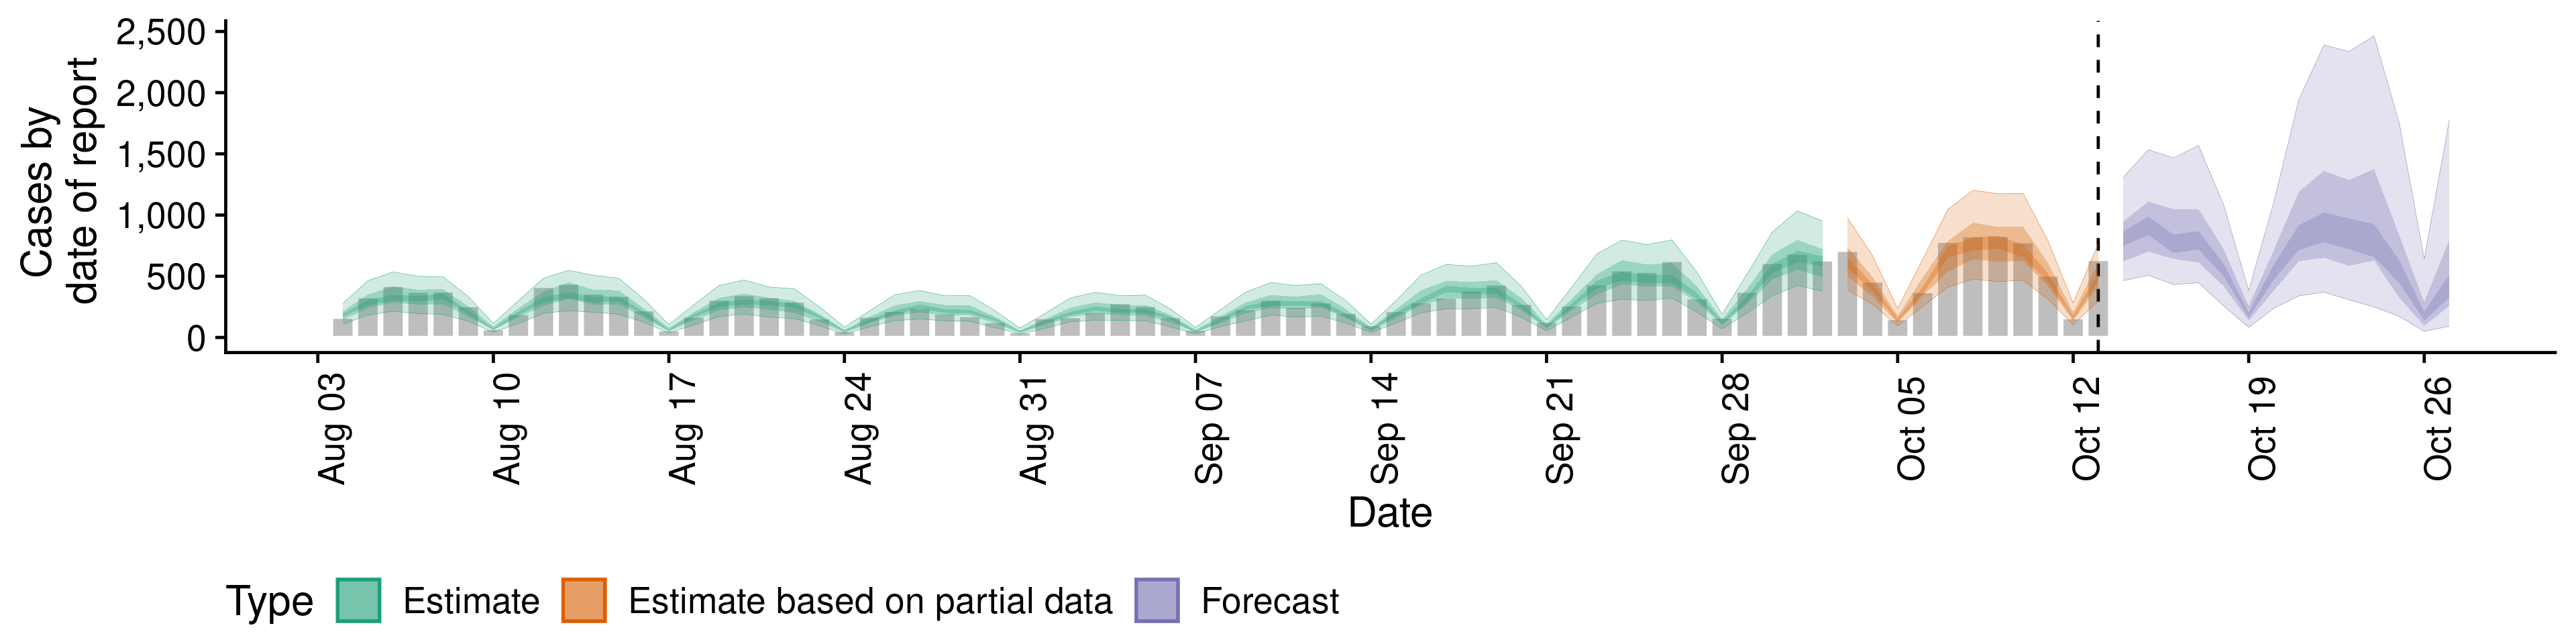 Cases by
date of report
2,500
2,000
1,500
1,000
500
0
Aug 03
Aug 10
Aug 17
Aug 24
Aug 31
Sep 07
Sep 14
Sep 21
Sep 28
Oct 05
Oct 12
Oct 19
Oct 26
Date
Type Estimate Estimate based on partial data Forecast